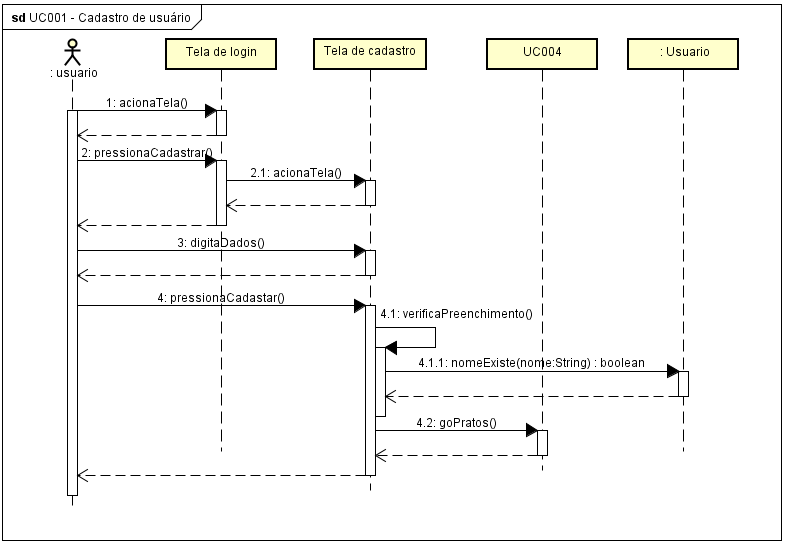 sd UC001 - Cadastro de usuário
: usuario
Tela de login
Tela de cadastro
UC004
: Usuario
1: acionaTela()
2: pressionaCadastrar()
2.1: acionaTela()
3: digitaDados()
4: pressionaCadastar()
4.1: verificaPreenchimento()
4.1.1: nomeExiste(nome:String) : boolean
4.2: goPratos()